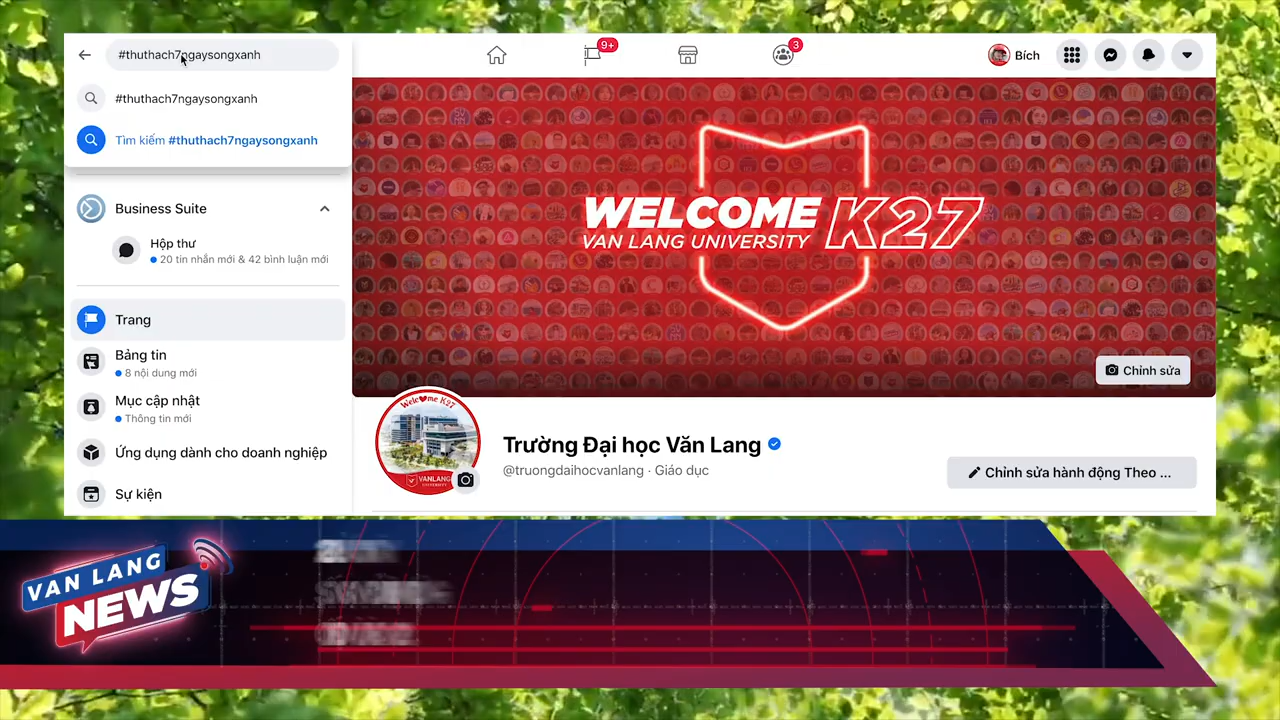 #thuthach7ngaysongxanh
9+
3
Bích
#thuthach7ngaysongxanh
Tìm kiếm #thuthach7ngaysongxanh
Business Suite
Hộp thư
20 tin nhắn mới & 42 bình luận mới
Trang
Bảng tin
8 nội dung mới
Mục cập nhật
Thông tin mới
Ứng dụng dành cho doanh nghiệp
Sự kiện
WELCOME K27
VAN LANG UNIVERSITY
Chỉnh sửa
Welcome K27
VANLANG
UNIVERSITY
Trường Đại học Văn Lang
@truongdaihocvanlang · Giáo dục
Chỉnh sửa hành động Theo ...
VAN LANG
NEWS